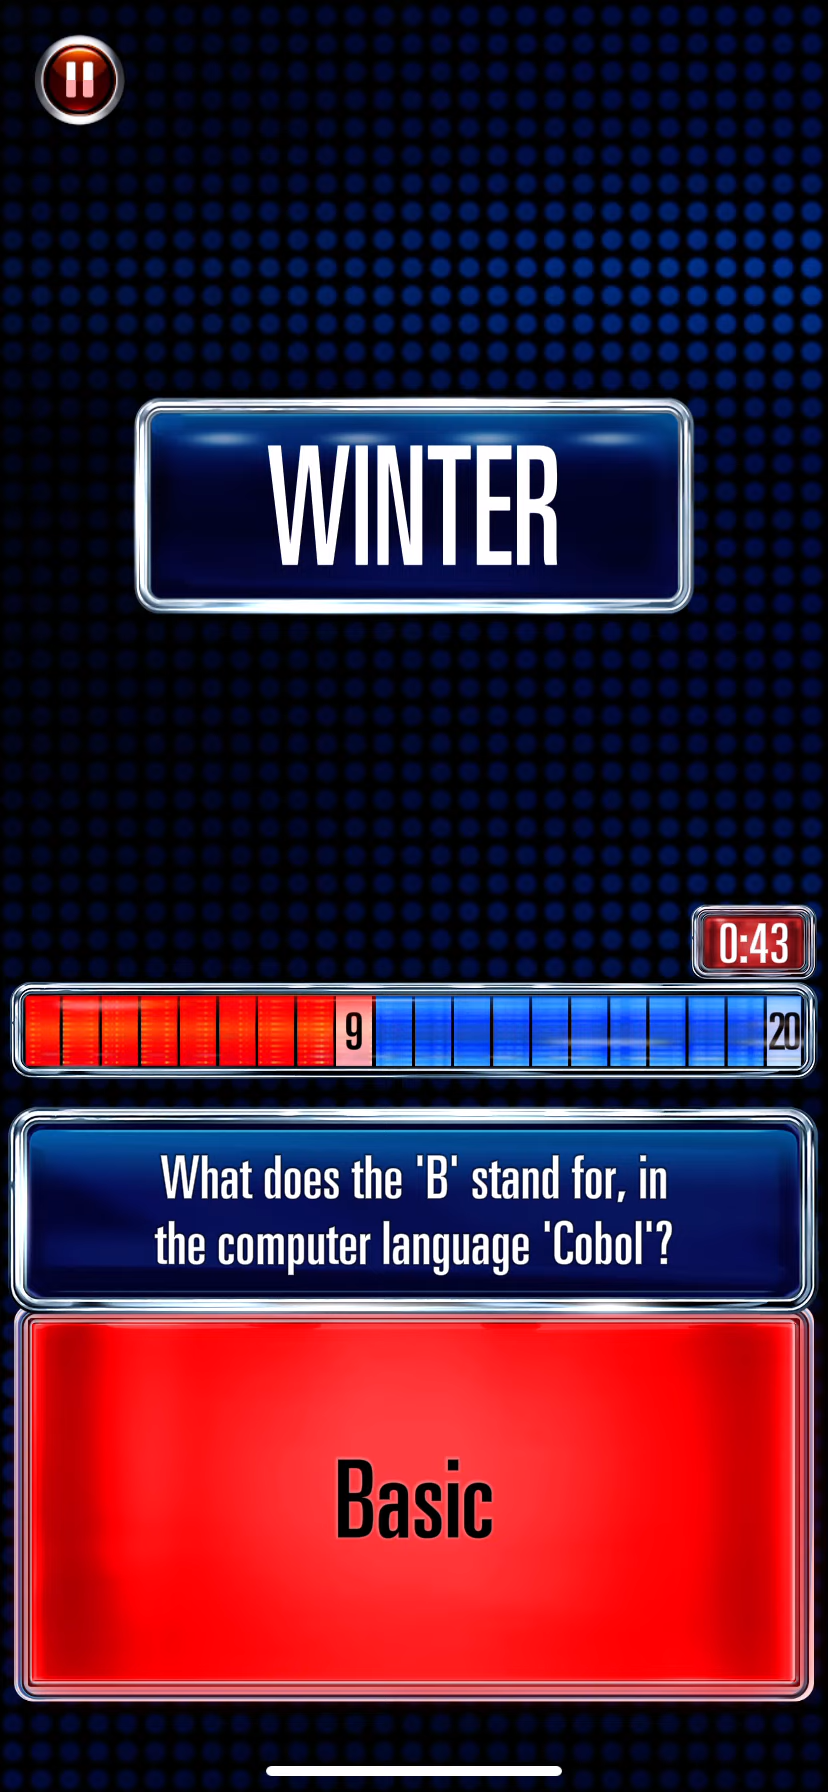 WINTER
0:43
9
20
What does the 'B' stand for, in
the computer language 'Cobol'?
Basic